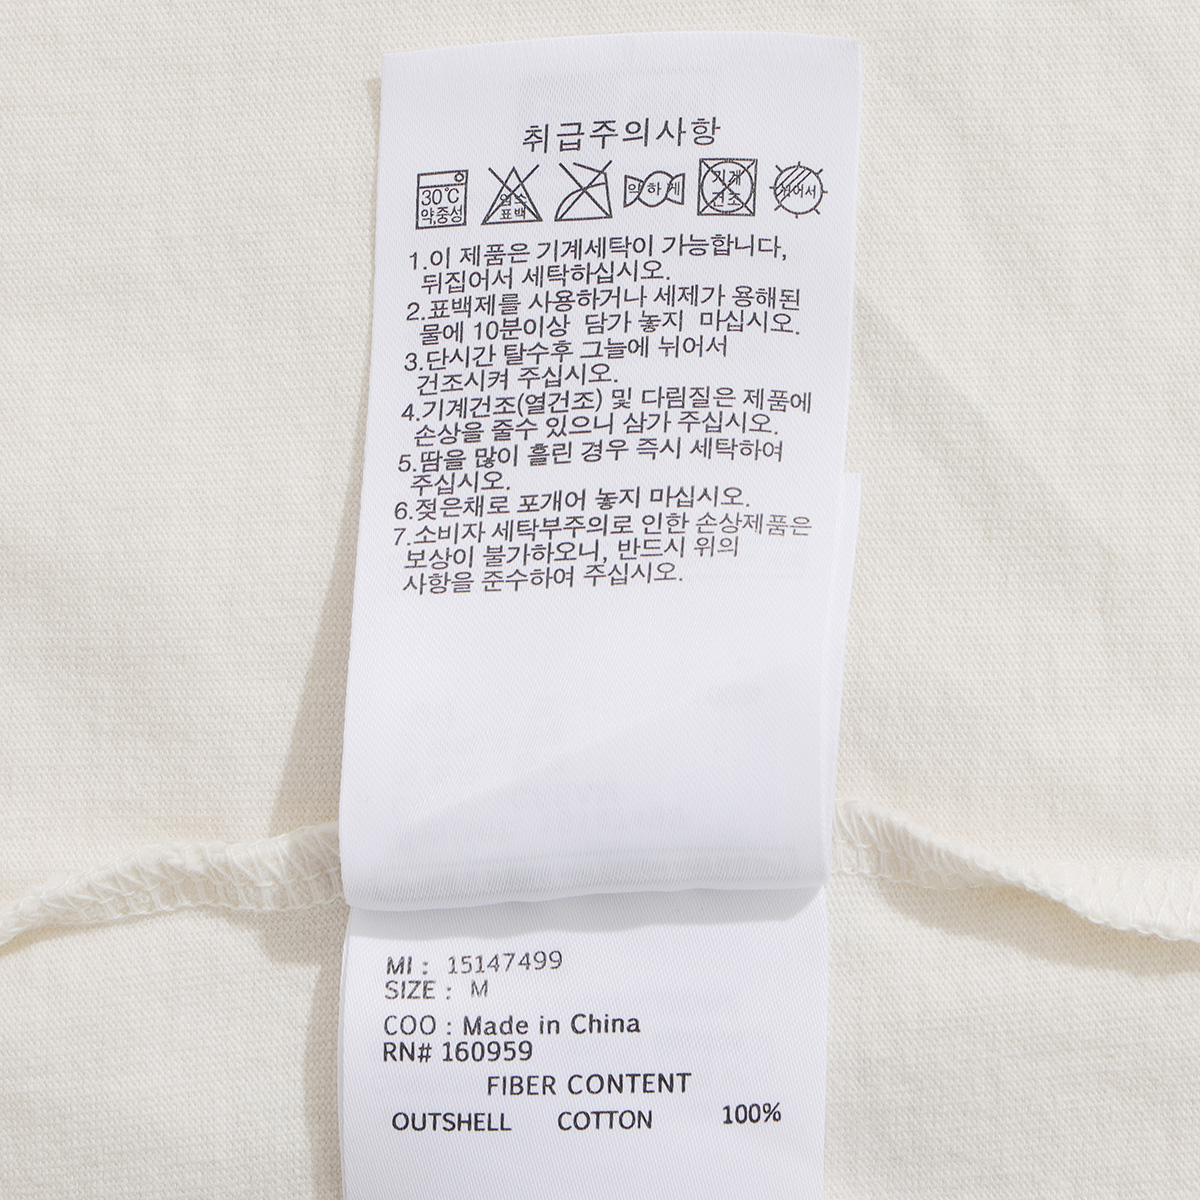 취급주의사항
30℃
약,중성
염소
표백
약하게
기계
건조
뉘어서
1.이 제품은 기계세탁이 가능합니다,
뒤집어서 세탁하십시오.
2.표백제를 사용하거나 세제가 용해된
물에 10분이상 담가 놓지 마십시오.
3.단시간 탈수후 그늘에 뉘어서
건조시켜 주십시오.
4.기계건조(열건조) 및 다림질은 제품에
손상을 줄수 있으니 삼가 주십시오.
5.땀을 많이 흘린 경우 즉시 세탁하여
주십시오.
6.젖은채로 포개어 놓지 마십시오.
7.소비자 세탁부주의로 인한 손상제품은
보상이 불가하오니, 반드시 위의
사항을 준수하여 주십시오.
MI : 15147499
SIZE : M
COO : Made in China
RN# 160959
FIBER CONTENT
OUTSHELL COTTON 100%